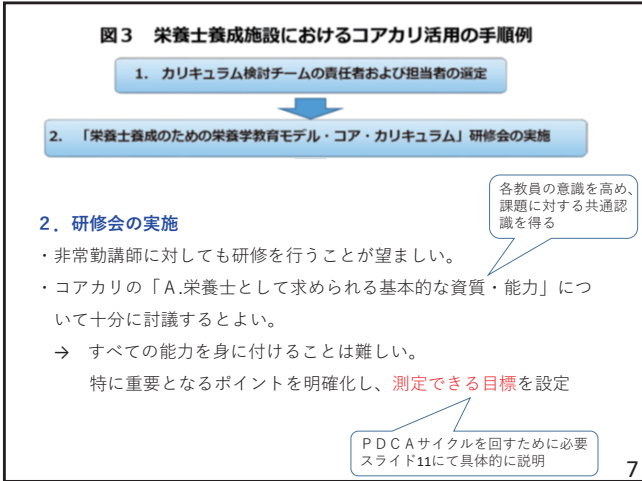 図３　栄養士養成施設におけるコアカリ活用の手順例
1.　カリキュラム検討チームの責任者および担当者の選定
2.　「栄養士養成のための栄養学教育モデル・コア・カリキュラム」研修会の実施
各教員の意識を高め、
課題に対する共通認
識を得る
２．研修会の実施
・非常勤講師に対しても研修を行うことが望ましい。
・コアカリの「Ａ.栄養士として求められる基本的な資質・能力」につ
いて十分に討議するとよい。
→　すべての能力を身に付けることは難しい。
特に重要となるポイントを明確化し、測定できる目標を設定
ＰＤＣＡサイクルを回すために必要
スライド11にて具体的に説明
7